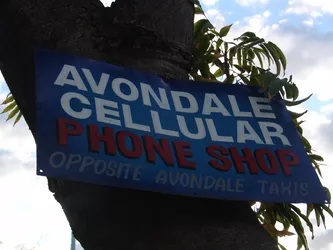 AVONDALE
CELLULAR
PHONE SHOP
OPPOSITE AVONDALE TAXIS